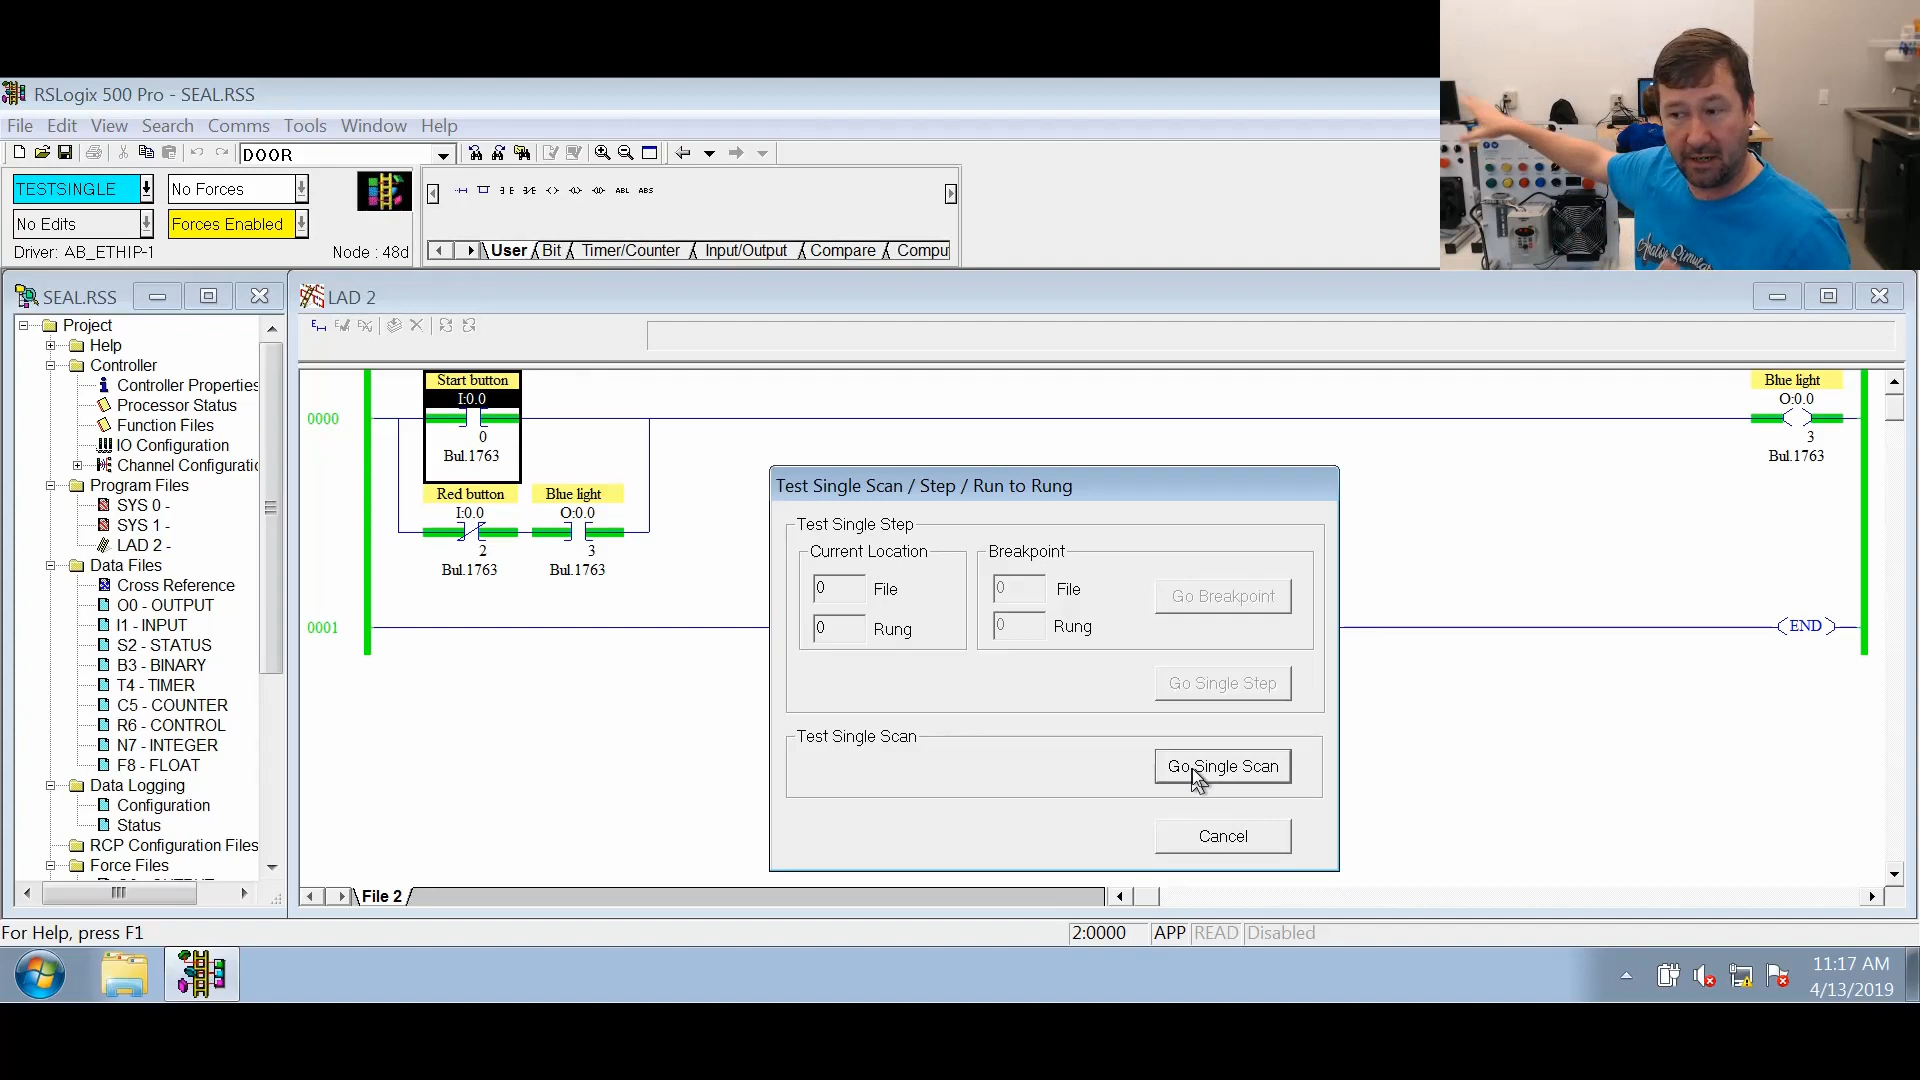 RSLogix 500 Pro - SEAL.RSS
File Edit View Search Comms Tools Window Help
DOOR
TESTSINGLE No Forces
No Edits Forces Enabled
Driver: AB_ETHIP-1 Node : 48d
ABL ABS
User Bit Timer/Counter Input/Output Compare Compu
SEAL.RSS
LAD 2
Project
Help
Controller
Controller Properties
Processor Status
Function Files
IO Configuration
Channel Configuratio
Program Files
SYS 0 -
SYS 1 -
LAD 2 -
Data Files
Cross Reference
O0 - OUTPUT
I1 - INPUT
S2 - STATUS
B3 - BINARY
T4 - TIMER
C5 - COUNTER
R6 - CONTROL
N7 - INTEGER
F8 - FLOAT
Data Logging
Configuration
Status
RCP Configuration Files
Force Files
0000
Start button
I:0.0
0
Bul.1763
Blue light
O:0.0
3
Bul.1763
Red button
I:0.0
2
Bul.1763
Blue light
O:0.0
3
Bul.1763
0001
END
Test Single Scan / Step / Run to Rung
Test Single Step
Current Location
0 File
0 Rung
Breakpoint
0 File
0 Rung
Go Breakpoint
Go Single Step
Test Single Scan
Go Single Scan
Cancel
File 2
For Help, press F1
2:0000 APP READ Disabled
11:17 AM
4/13/2019